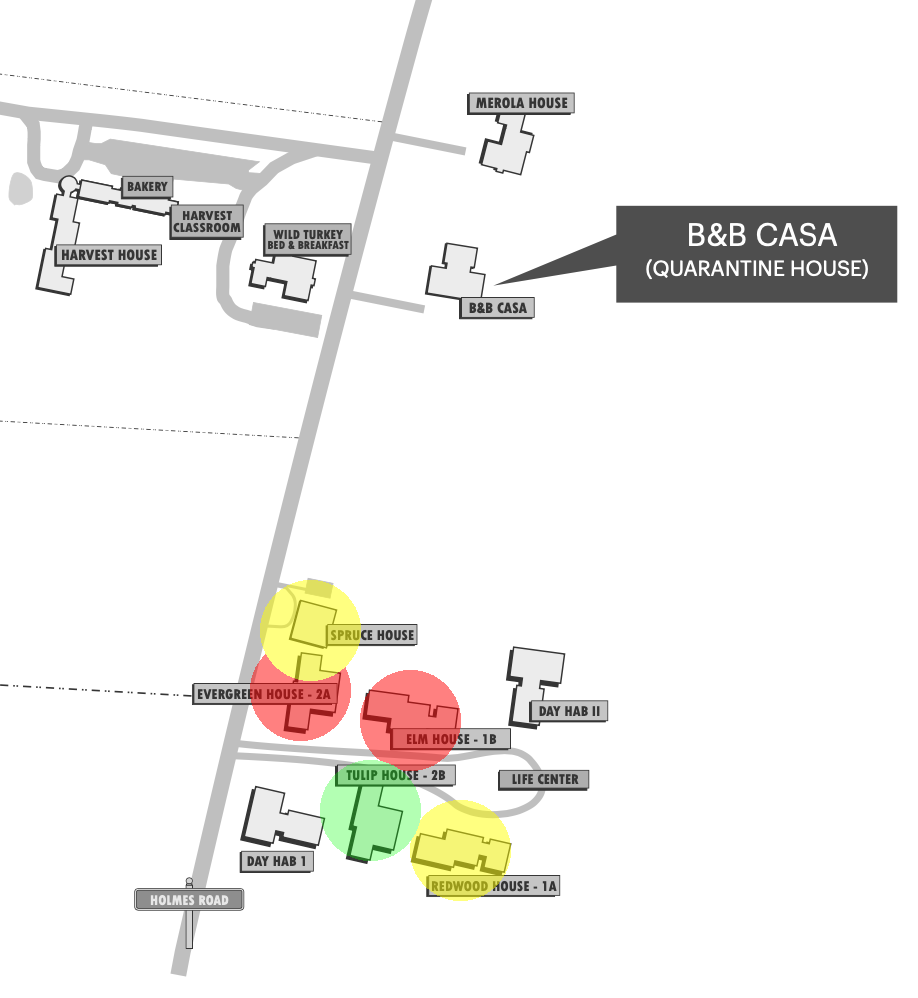 MEROLA HOUSE
BAKERY
HARVEST
CLASSROOM
WILD TURKEY
BED & BREAKFAST
HARVEST HOUSE
B&B CASA
(QUARANTINE HOUSE)
B&B CASA
SPRUCE HOUSE
EVERGREEN HOUSE - 2A
DAY HAB II
ELM HOUSE - 1B
TULIP HOUSE - 2B
LIFE CENTER
DAY HAB 1
REDWOOD HOUSE - 1A
HOLMES ROAD